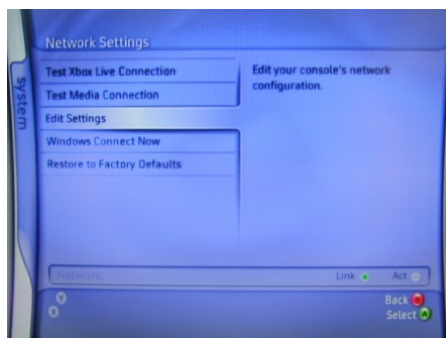 Network Settings
system
Test Xbox Live Connection
Test Media Connection
Edit Settings
Windows Connect Now
Restore to Factory Defaults
Edit your console's network
configuration.
Network:
Link
Act
Y
X
Back B
Select A